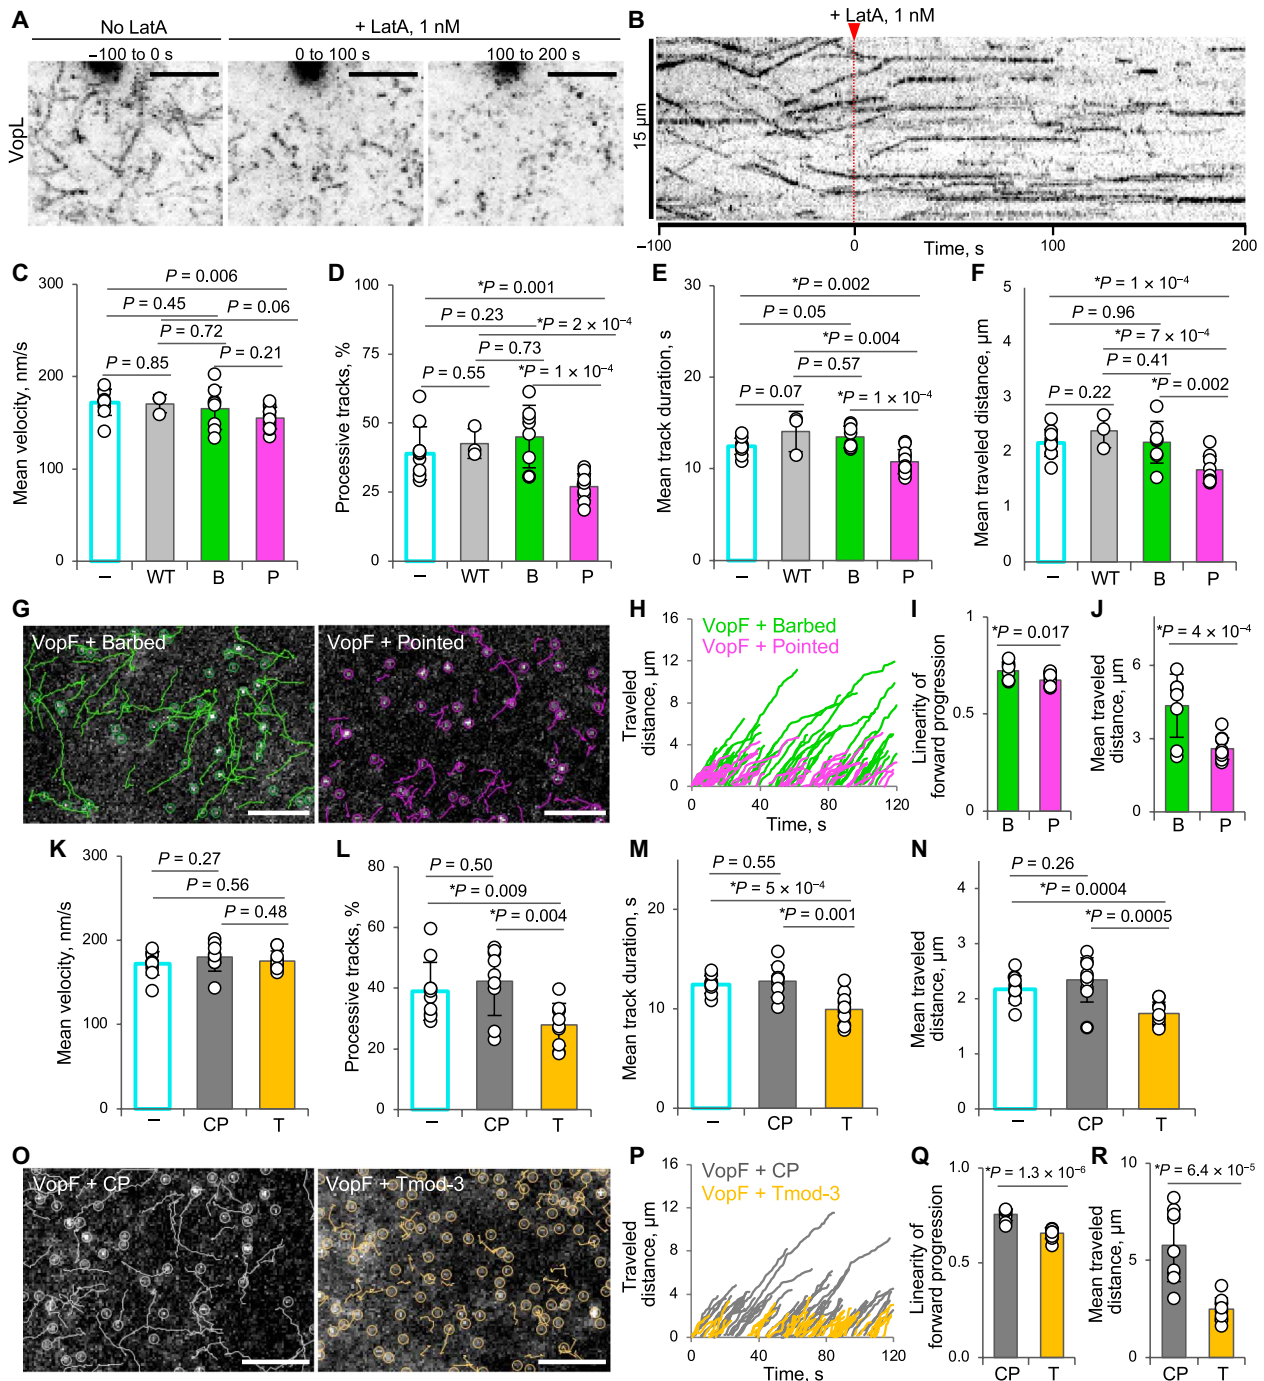 A
No LatA
+ LatA, 1 nM
−100 to 0 s
0 to 100 s
100 to 200 s
VopL
B
+ LatA, 1 nM
15 μm
−100
0
100
200
Time, s
C
Mean velocity, nm/s
300
200
100
0
P = 0.006
P = 0.45
P = 0.06
P = 0.72
P = 0.85
P = 0.21
–
WT
B
P
D
Processive tracks, %
100
75
50
25
0
*P = 0.001
P = 0.23
*P = 2 × 10⁻⁴
P = 0.73
P = 0.55
*P = 1 × 10⁻⁴
–
WT
B
P
E
Mean track duration, s
30
20
10
0
*P = 0.002
P = 0.05
*P = 0.004
P = 0.57
P = 0.07
*P = 1 × 10⁻⁴
–
WT
B
P
F
Mean traveled distance, μm
5
4
3
2
1
0
*P = 1 × 10⁻⁴
P = 0.96
*P = 7 × 10⁻⁴
P = 0.41
P = 0.22
*P = 0.002
–
WT
B
P
G
VopF + Barbed
VopF + Pointed
H
Traveled
distance, μm
16
12
8
4
0
VopF + Barbed
VopF + Pointed
0
40
80
120
Time, s
I
Linearity of
forward progression
1
0.5
0
*P = 0.017
B
P
J
Mean traveled
distance, μm
6
3
0
*P = 4 × 10⁻⁴
B
P
K
Mean velocity, nm/s
300
200
100
0
P = 0.27
P = 0.56
P = 0.48
–
CP
T
L
Processive tracks, %
80
60
40
20
0
P = 0.50
*P = 0.009
*P = 0.004
–
CP
T
M
Mean track duration, s
20
10
0
P = 0.55
*P = 5 × 10⁻⁴
*P = 0.001
–
CP
T
N
Mean traveled
distance, μm
4
3
2
1
0
P = 0.26
*P = 0.0004
*P = 0.0005
–
CP
T
O
VopF + CP
VopF + Tmod-3
P
Traveled
distance, μm
16
12
8
4
0
VopF + CP
VopF + Tmod-3
0
40
60
80
100
120
Time, s
Q
Linearity of
forward progression
1.0
0.5
0.0
*P = 1.3 × 10⁻⁶
CP
T
R
Mean traveled
distance, μm
10
5
0
*P = 6.4 × 10⁻⁵
CP
T